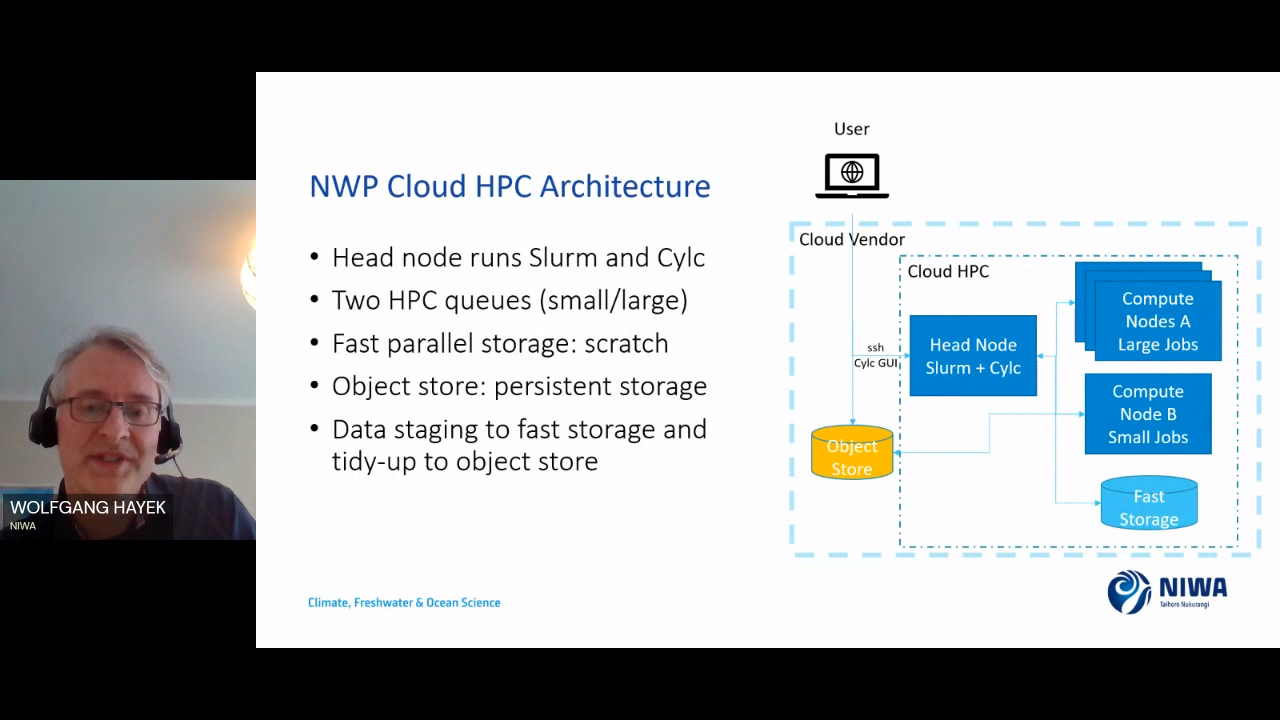 User
NWP Cloud HPC Architecture
• Head node runs Slurm and Cylc
• Two HPC queues (small/large)
• Fast parallel storage: scratch
• Object store: persistent storage
• Data staging to fast storage and
tidy-up to object store
Cloud Vendor
Cloud HPC
ssh
Cylc GUI
Head Node
Slurm + Cylc
Compute
Nodes A
Large Jobs
Compute
Node B
Small Jobs
Object
Store
Fast
Storage
WOLFGANG HAYEK
NIWA
Climate, Freshwater & Ocean Science
NIWA
Taihoro Nukurangi